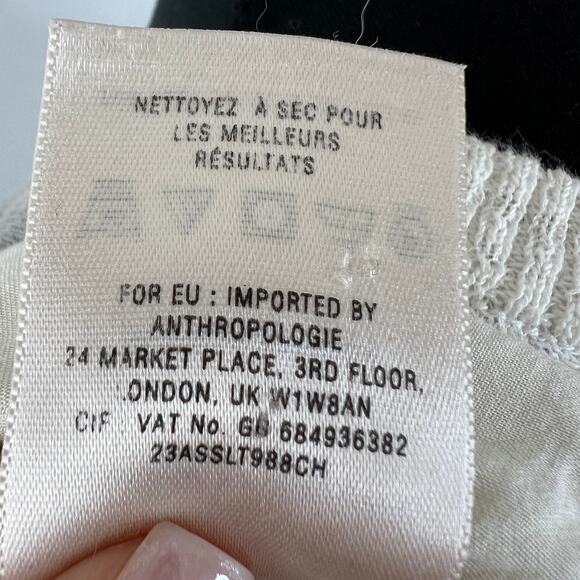 NETTOYEZ À SEC POUR
LES MEILLEURS
RÉSULTATS
FOR EU : IMPORTED BY
ANTHROPOLOGIE
24 MARKET PLACE, 3RD FLOOR,
LONDON, UK W1W8AN
CIF VAT No. GB 684936382
23ASSLT988CH